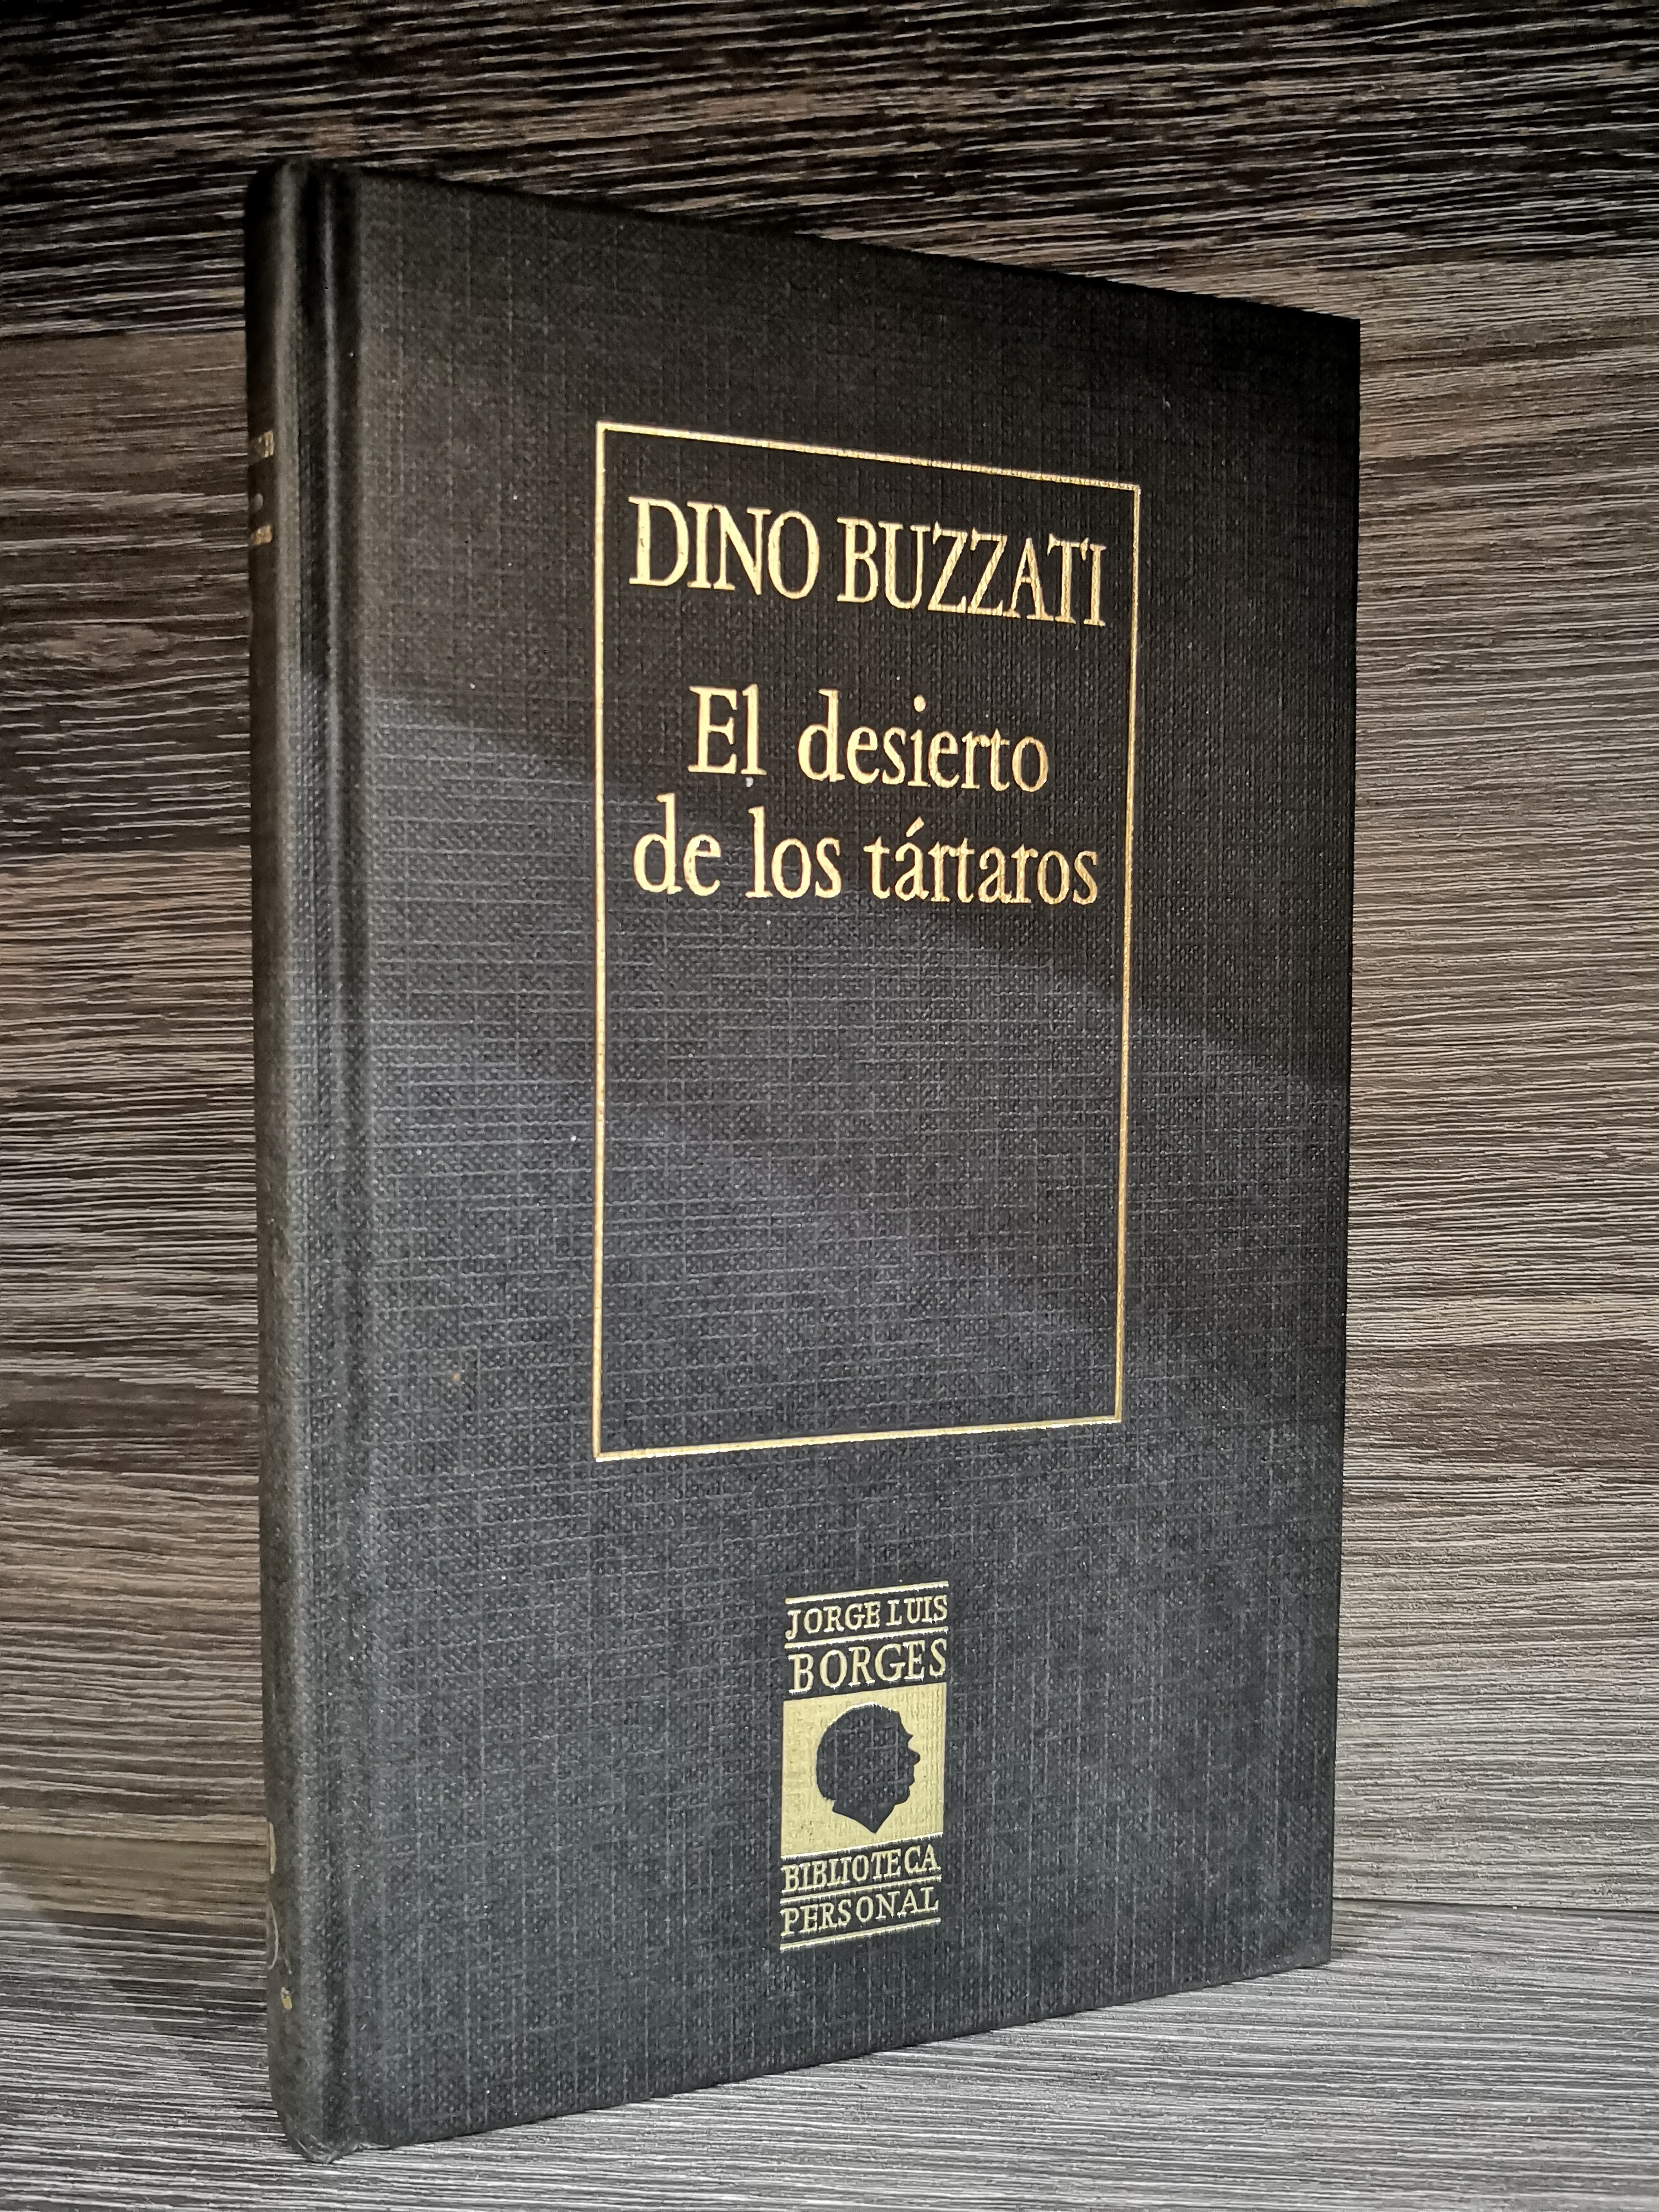 DINO BUZZATI
El desierto
de los tártaros
JORGE LUIS
BORGES
BIBLIOTECA
PERSONAL